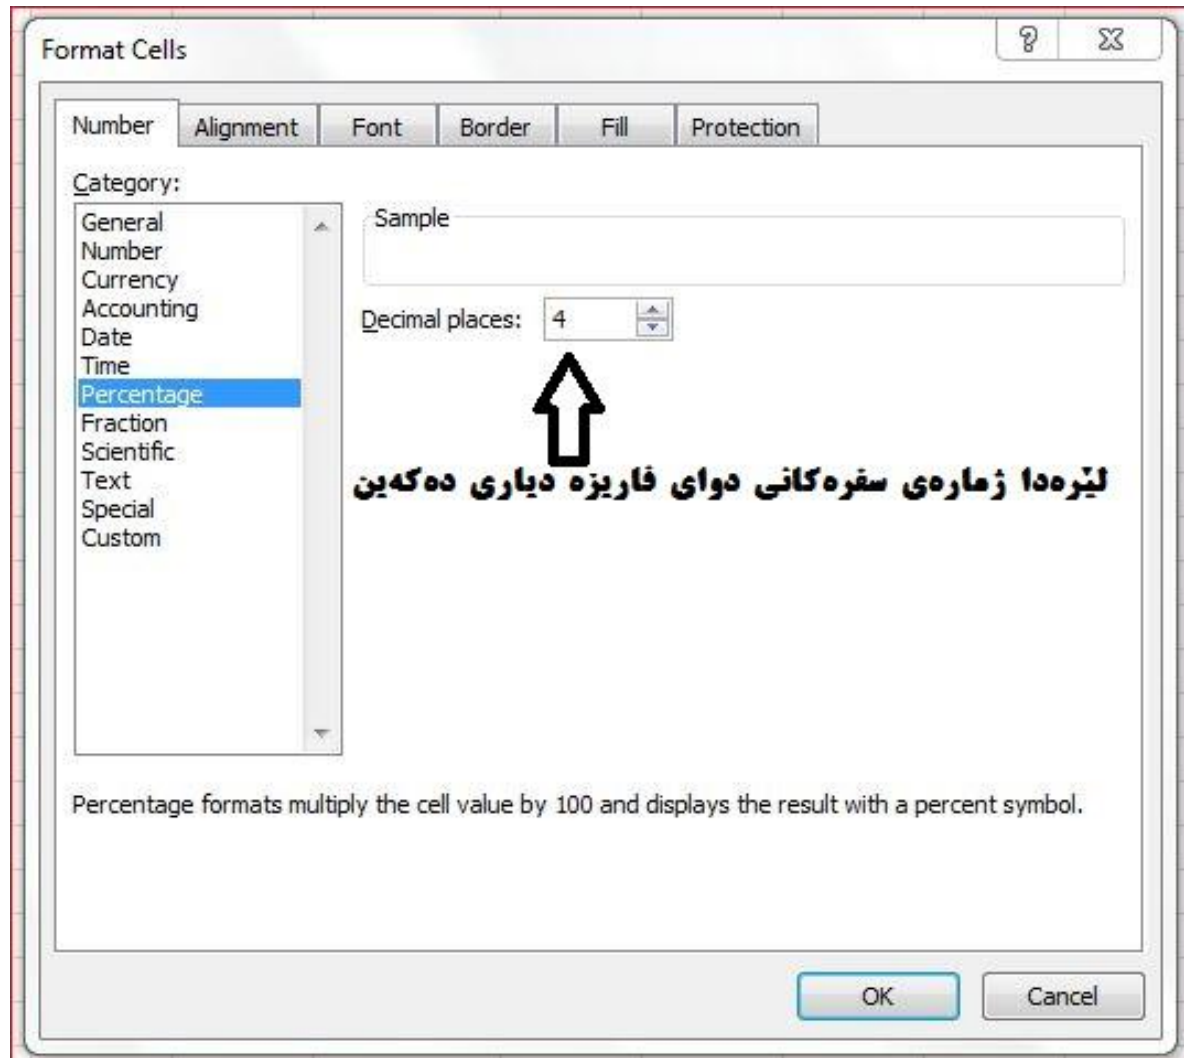 Format Cells
Number Alignment Font Border Fill Protection
Category:
General
Number
Currency
Accounting
Date
Time
Percentage
Fraction
Scientific
Text
Special
Custom
Sample
Decimal places: 4
لێرەدا ژمارەی سفرەکانی دوای فاریزە دیاری دەکەین
Percentage formats multiply the cell value by 100 and displays the result with a percent symbol.
OK Cancel